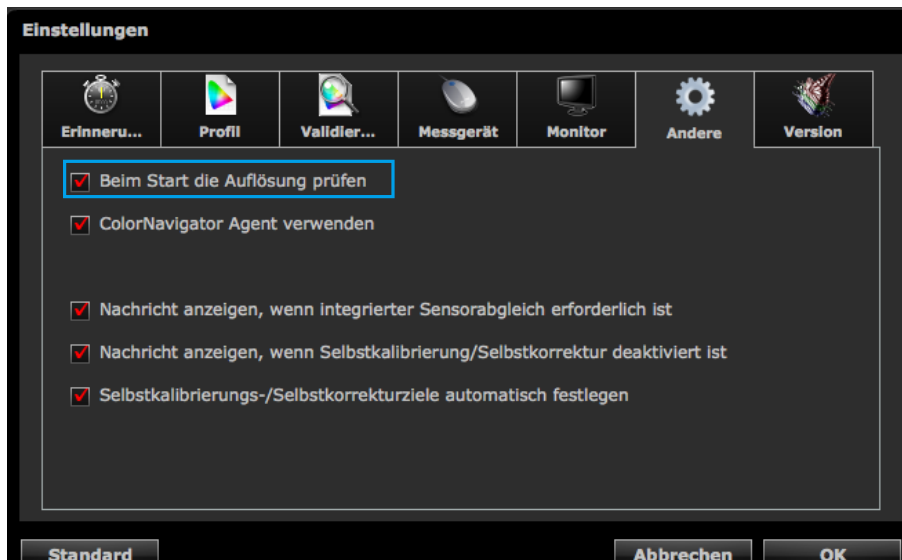 Einstellungen
Erinneru...
Profil
Validier...
Messgerät
Monitor
Andere
Version
Beim Start die Auflösung prüfen
ColorNavigator Agent verwenden
Nachricht anzeigen, wenn integrierter Sensorabgleich erforderlich ist
Nachricht anzeigen, wenn Selbstkalibrierung/Selbstkorrektur deaktiviert ist
Selbstkalibrierungs-/Selbstkorrekturziele automatisch festlegen
Standard
Abbrechen
OK